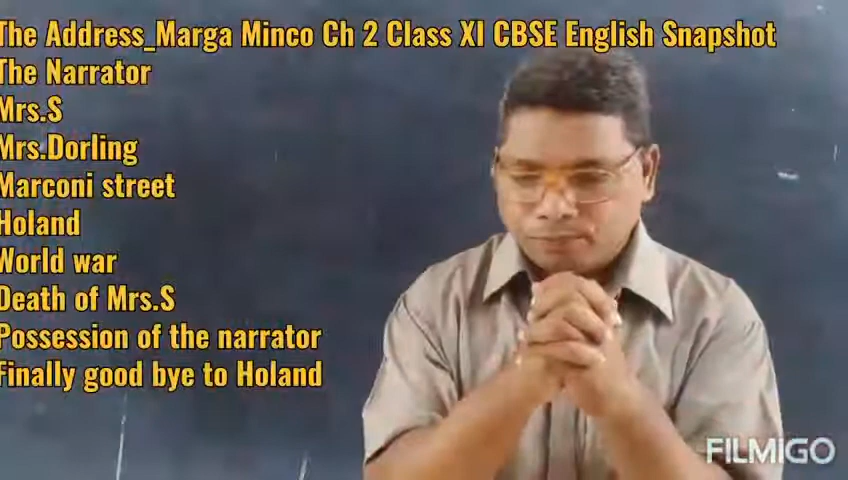 The Address_Marga Minco Ch 2 Class XI CBSE English Snapshot
The Narrator
Mrs.S
Mrs.Dorling
Marconi street
Holand
World war
Death of Mrs.S
Possession of the narrator
Finally good bye to Holand
FILMiGO